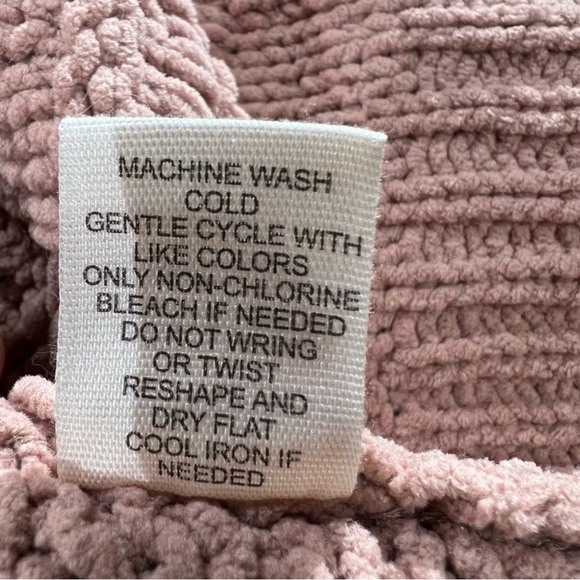 MACHINE WASH
COLD
GENTLE CYCLE WITH
LIKE COLORS
ONLY NON-CHLORINE
BLEACH IF NEEDED
DO NOT WRING
OR TWIST
RESHAPE AND
DRY FLAT
COOL IRON IF
NEEDED